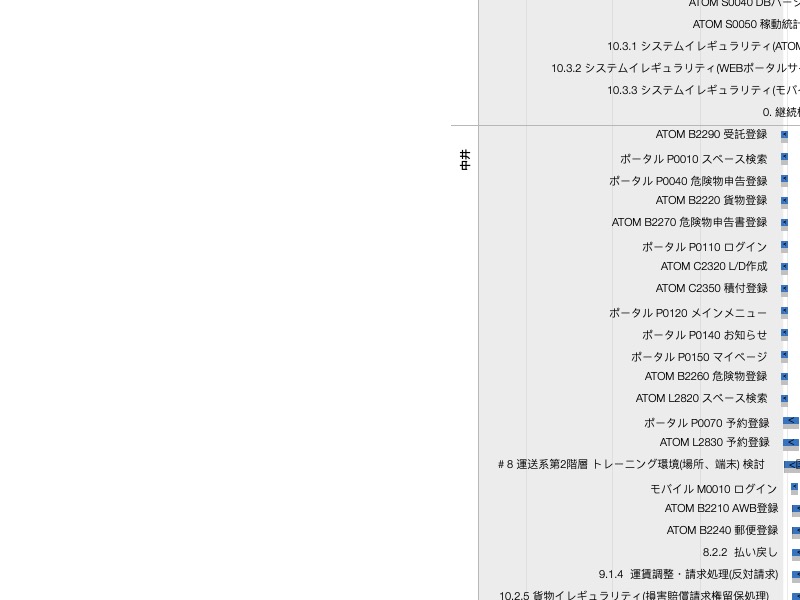 ATOM S0040 DBバージ
ATOM S0050 稼動統計
10.3.1 システムイレギュラリティ(ATOM
10.3.2 システムイレギュラリティ(WEBポータルサ
10.3.3 システムイレギュラリティ(モバ
0. 継続
中井
ATOM B2290 受託登録
ポータル P0010 スペース検索
ポータル P0040 危険物申告登録
ATOM B2220 貨物登録
ATOM B2270 危険物申告書登録
ポータル P0110 ログイン
ATOM C2320 L/D作成
ATOM C2350 積付登録
ポータル P0120 メインメニュー
ポータル P0140 お知らせ
ポータル P0150 マイページ
ATOM B2260 危険物登録
ATOM L2820 スペース検索
ポータル P0070 予約登録
ATOM L2830 予約登録
# 8 運送系第2階層 トレーニング環境(場所、端末) 検討
モバイル M0010 ログイン
ATOM B2210 AWB登録
ATOM B2240 郵便登録
8.2.2 払い戻し
9.1.4 運賃調整・請求処理(反対請求)
10.2.5 貨物イレギュラリティ(損害賠償請求権留保処理)